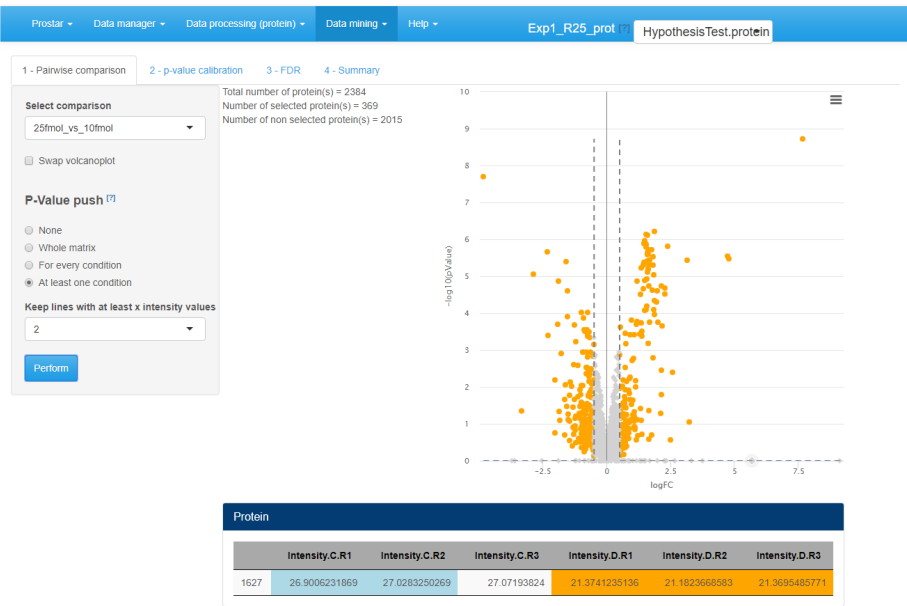 Prostar Data manager Data processing (protein) Data mining Help Exp1_R25_prot [?] HypothesisTest.protein
1 - Pairwise comparison 2 - p-value calibration 3 - FDR 4 - Summary
Select comparison
25fmol_vs_10fmol
Swap volcanoplot
P-Value push [?]
None
Whole matrix
For every condition
At least one condition
Keep lines with at least x intensity values
2
Perform
Total number of protein(s) = 2384
Number of selected protein(s) = 369
Number of non selected protein(s) = 2015
10
9
8
7
6
5
4
3
2
1
0
-log10(pValue)
-2.5 0 2.5 5 7.5
logFC
Protein
Intensity.C.R1 Intensity.C.R2 Intensity.C.R3 Intensity.D.R1 Intensity.D.R2 Intensity.D.R3
1627 26.9006231869 27.0283250269 27.07193824 21.3741235136 21.1823668583 21.3695485771